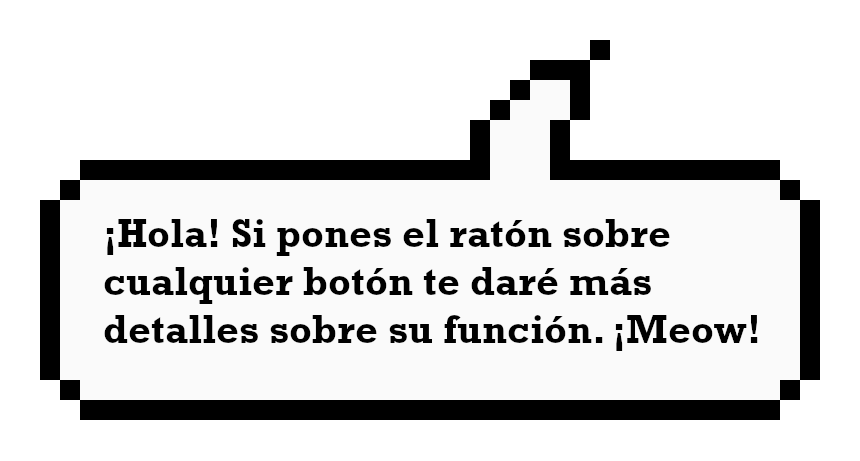 ¡Hola! Si pones el ratón sobre
cualquier botón te daré más
detalles sobre su función. ¡Meow!